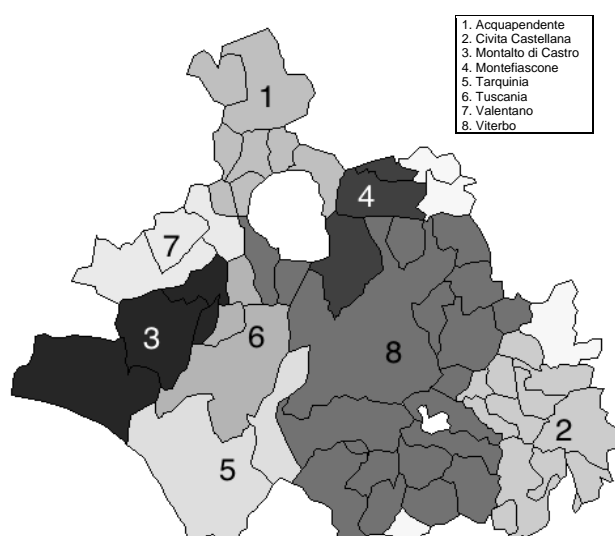 1. Acquapendente
2. Civita Castellana
3. Montalto di Castro
4. Montefiascone
5. Tarquinia
6. Tuscania
7. Valentano
8. Viterbo
1
4
7
3
6
8
2
5